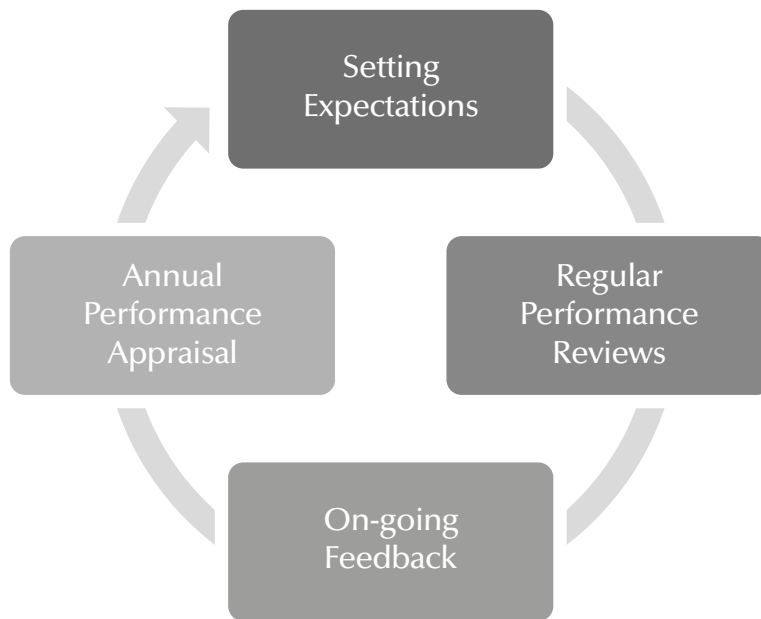 Setting
Expectations
Regular
Performance
Reviews
On-going
Feedback
Annual
Performance
Appraisal